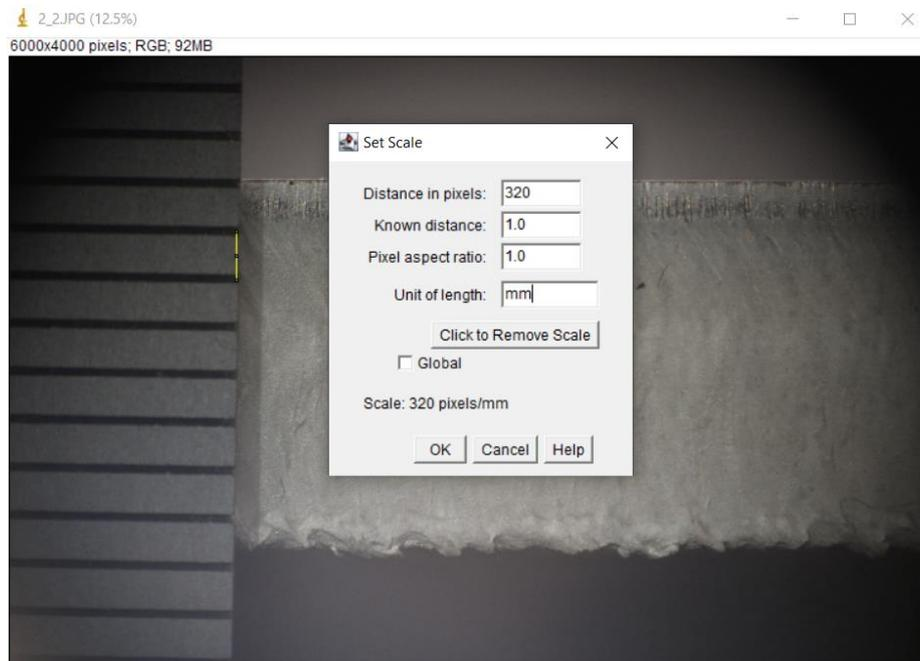 2_2.JPG (12.5%)
6000x4000 pixels; RGB; 92MB
Set Scale
Distance in pixels: 320
Known distance: 1.0
Pixel aspect ratio: 1.0
Unit of length: mm
Click to Remove Scale
Global
Scale: 320 pixels/mm
OK Cancel Help